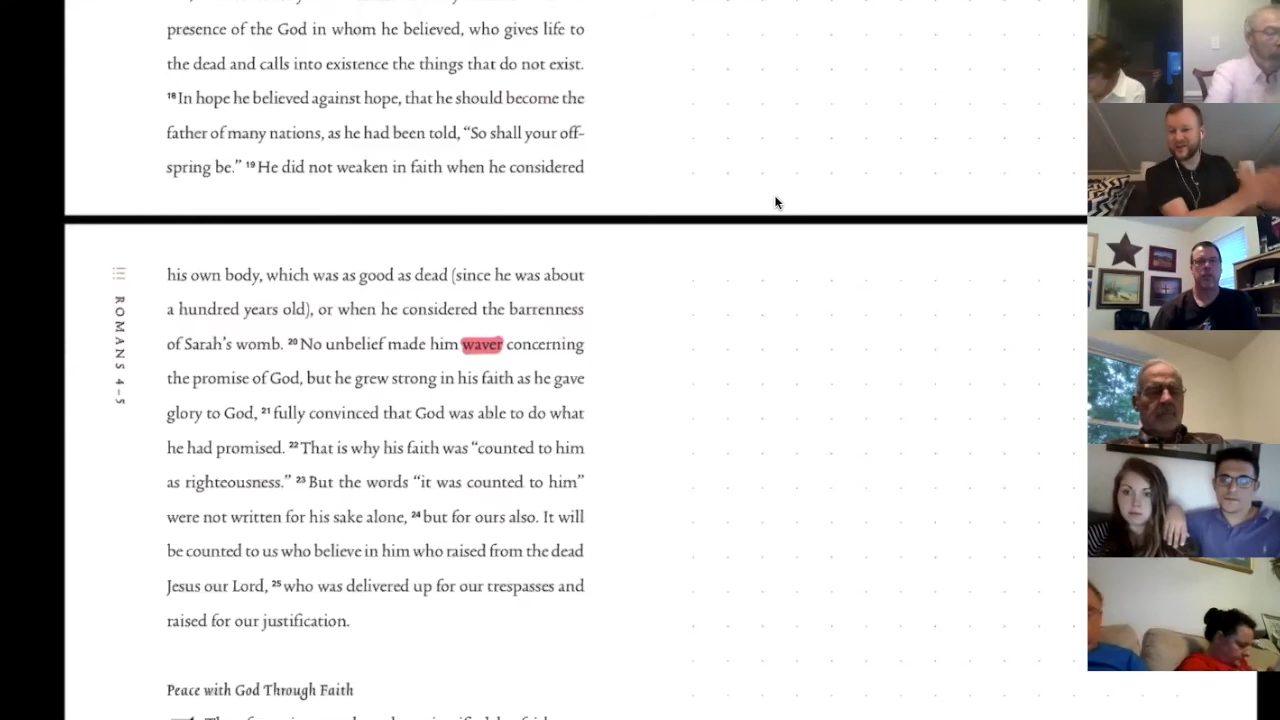 presence of the God in whom he believed, who gives life to
the dead and calls into existence the things that do not exist.
18 In hope he believed against hope, that he should become the
father of many nations, as he had been told, “So shall your off-
spring be.” 19 He did not weaken in faith when he considered
ROMANS 4–5
his own body, which was as good as dead (since he was about
a hundred years old), or when he considered the barrenness
of Sarah’s womb. 20 No unbelief made him waver concerning
the promise of God, but he grew strong in his faith as he gave
glory to God, 21 fully convinced that God was able to do what
he had promised. 22 That is why his faith was “counted to him
as righteousness.” 23 But the words “it was counted to him”
were not written for his sake alone, 24 but for ours also. It will
be counted to us who believe in him who raised from the dead
Jesus our Lord, 25 who was delivered up for our trespasses and
raised for our justification.
Peace with God Through Faith